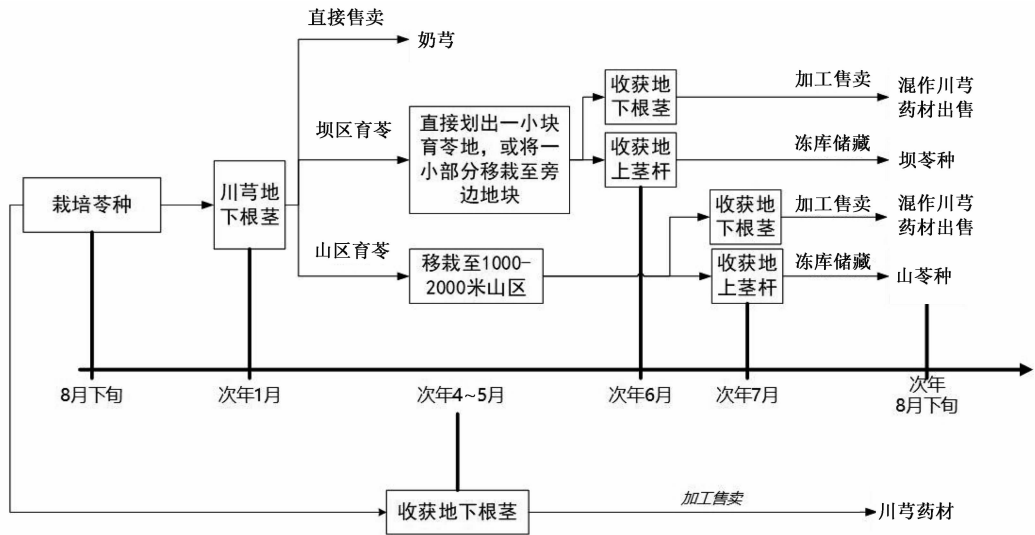 直接售卖
奶芎
坝区育苓
直接划出一小块
育苓地，或将一
小部分移栽至旁
边地块
收获地
下根茎
加工售卖
混作川芎
药材出售
收获地
上茎杆
冻库储藏
坝苓种
栽培苓种
川芎地
下根茎
山区育苓
移栽至1000-
2000米山区
收获地
下根茎
加工售卖
混作川芎
药材出售
收获地
上茎杆
冻库储藏
山苓种
8月下旬
次年1月
次年4~5月
次年6月
次年7月
次年
8月下旬
收获地下根茎
加工售卖
川芎药材